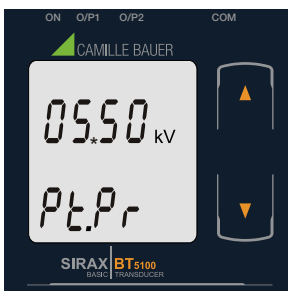 ON O/P1 O/P2 COM
CAMILLE BAUER
05.*50 kV
Pt.Pr
SIRAX BT5100
BASIC TRANSDUCER